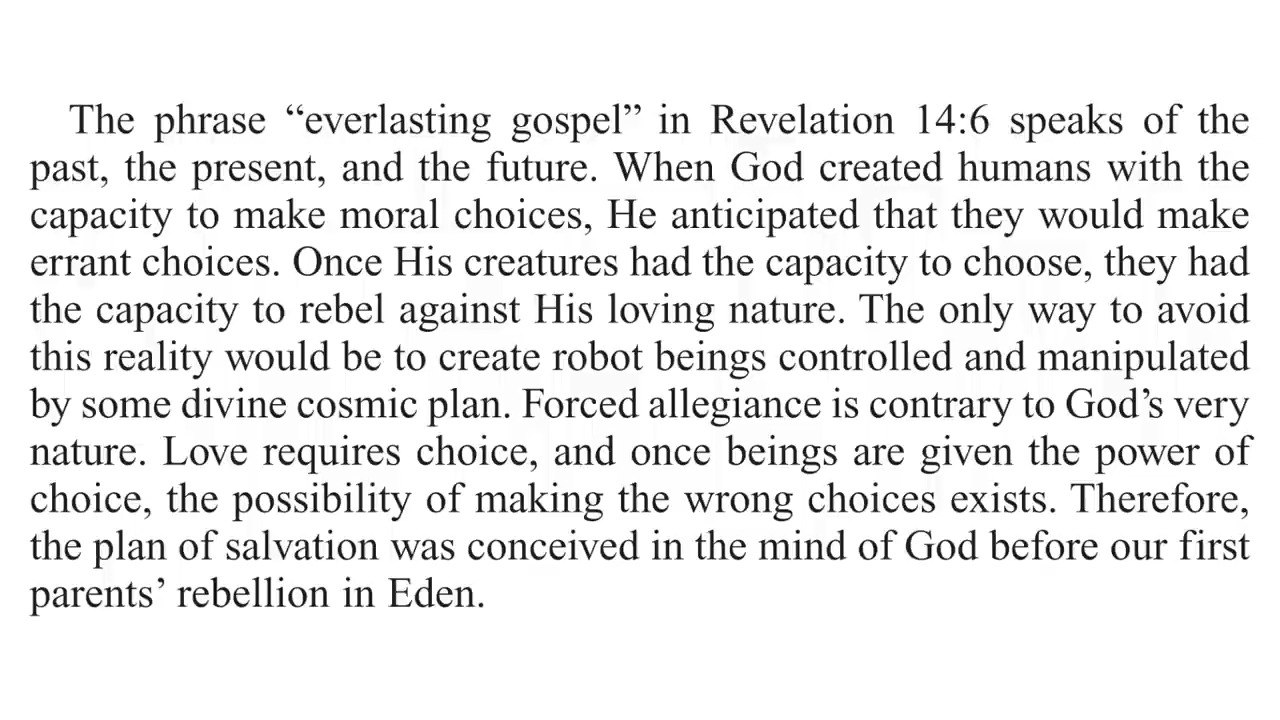 The phrase “everlasting gospel” in Revelation 14:6 speaks of the
past, the present, and the future. When God created humans with the
capacity to make moral choices, He anticipated that they would make
errant choices. Once His creatures had the capacity to choose, they had
the capacity to rebel against His loving nature. The only way to avoid
this reality would be to create robot beings controlled and manipulated
by some divine cosmic plan. Forced allegiance is contrary to God’s very
nature. Love requires choice, and once beings are given the power of
choice, the possibility of making the wrong choices exists. Therefore,
the plan of salvation was conceived in the mind of God before our first
parents’ rebellion in Eden.